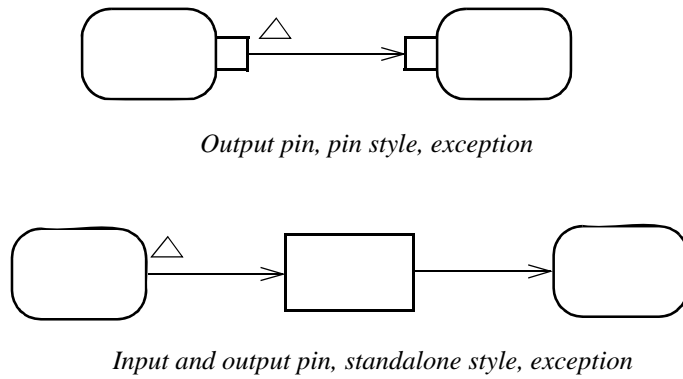 Output pin, pin style, exception
Input and output pin, standalone style, exception